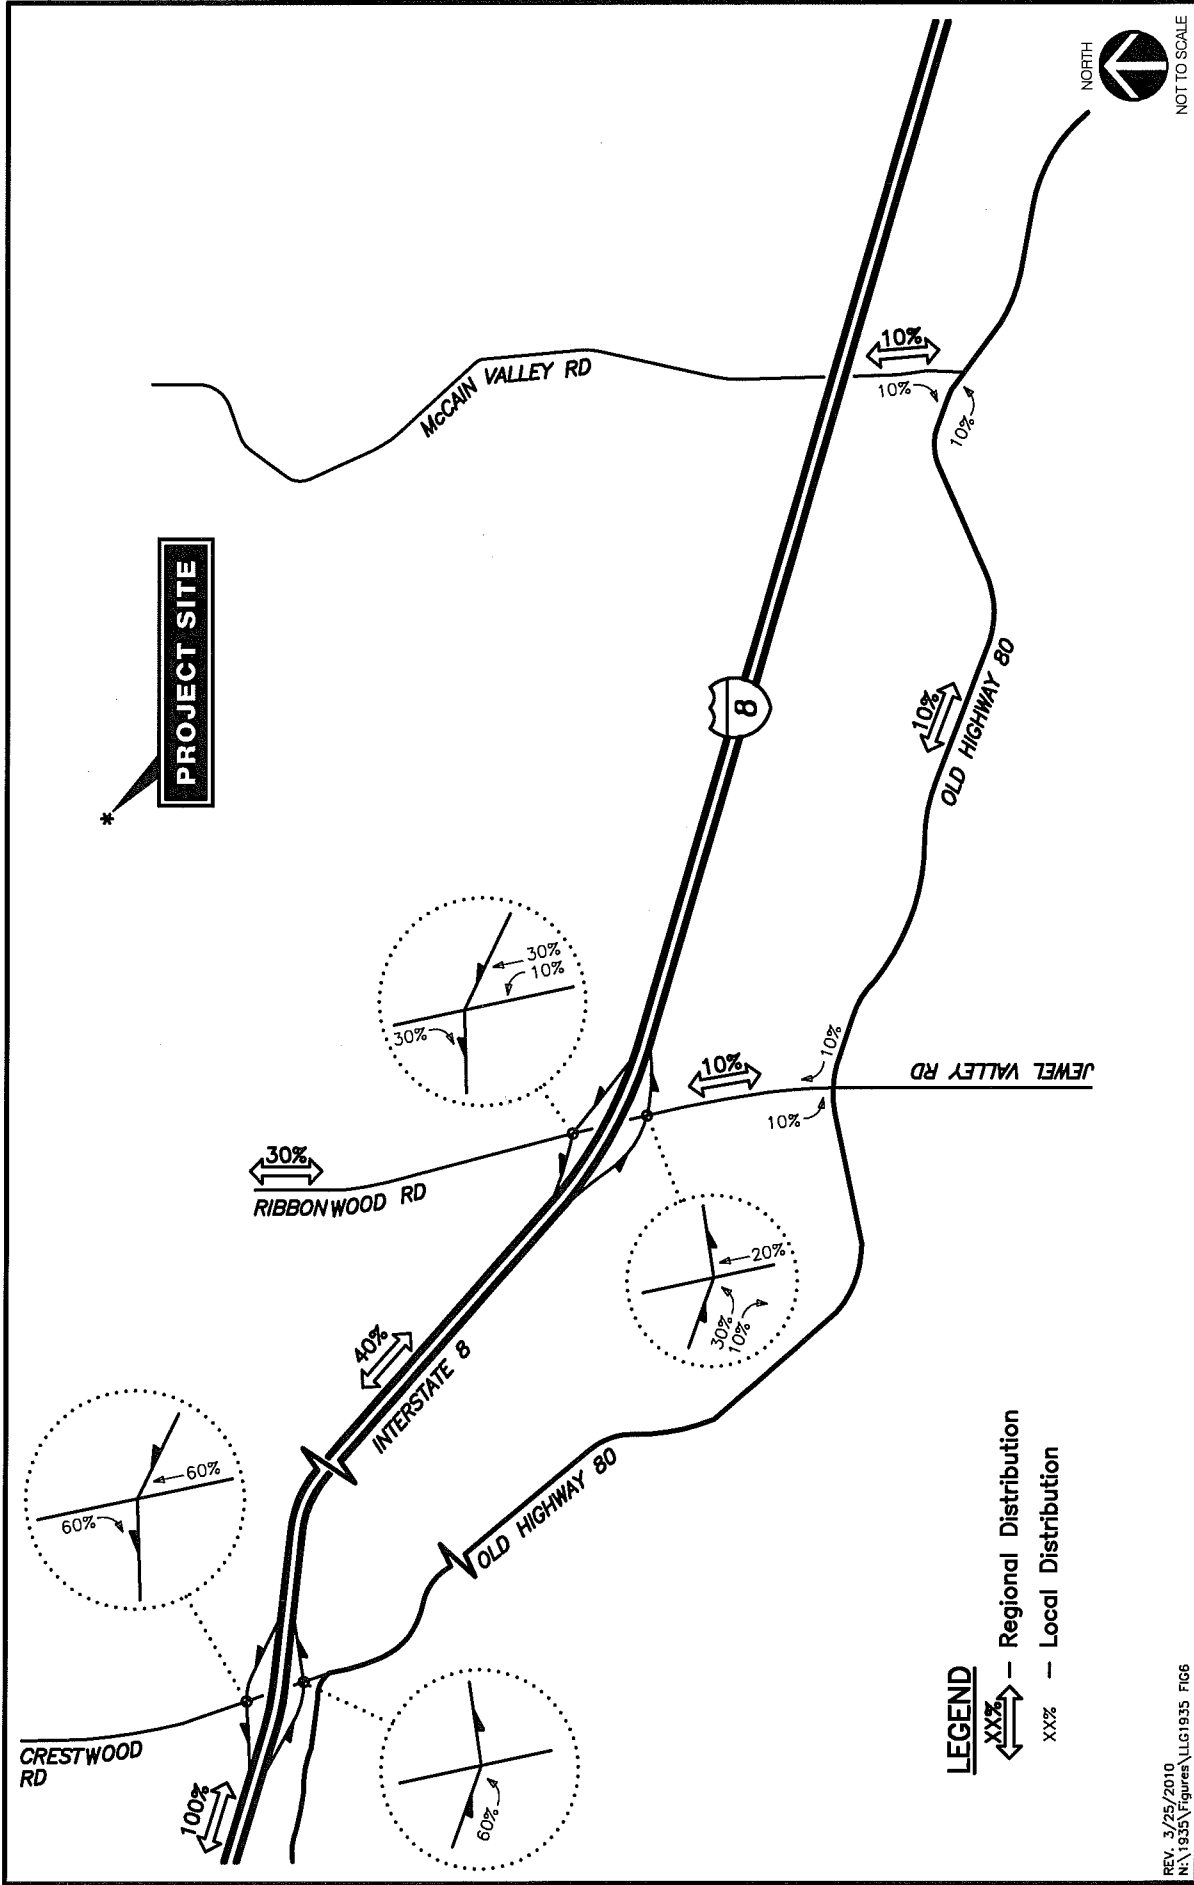 PROJECT SITE
NORTH
NOT TO SCALE
McCAIN VALLEY RD
10%
10%
10%
8
10%
OLD HIGHWAY 80
30%
10%
30%
30%
RIBBONWOOD RD
10%
10%
10%
JEWEL VALLEY RD
20%
30%
10%
40%
INTERSTATE 8
60%
60%
OLD HIGHWAY 80
CRESTWOOD
RD
100%
60%
LEGEND
XX% – Regional Distribution
XX% – Local Distribution
REV. 3/25/2010
N:\1935\Figures\LLG1935 FIG6